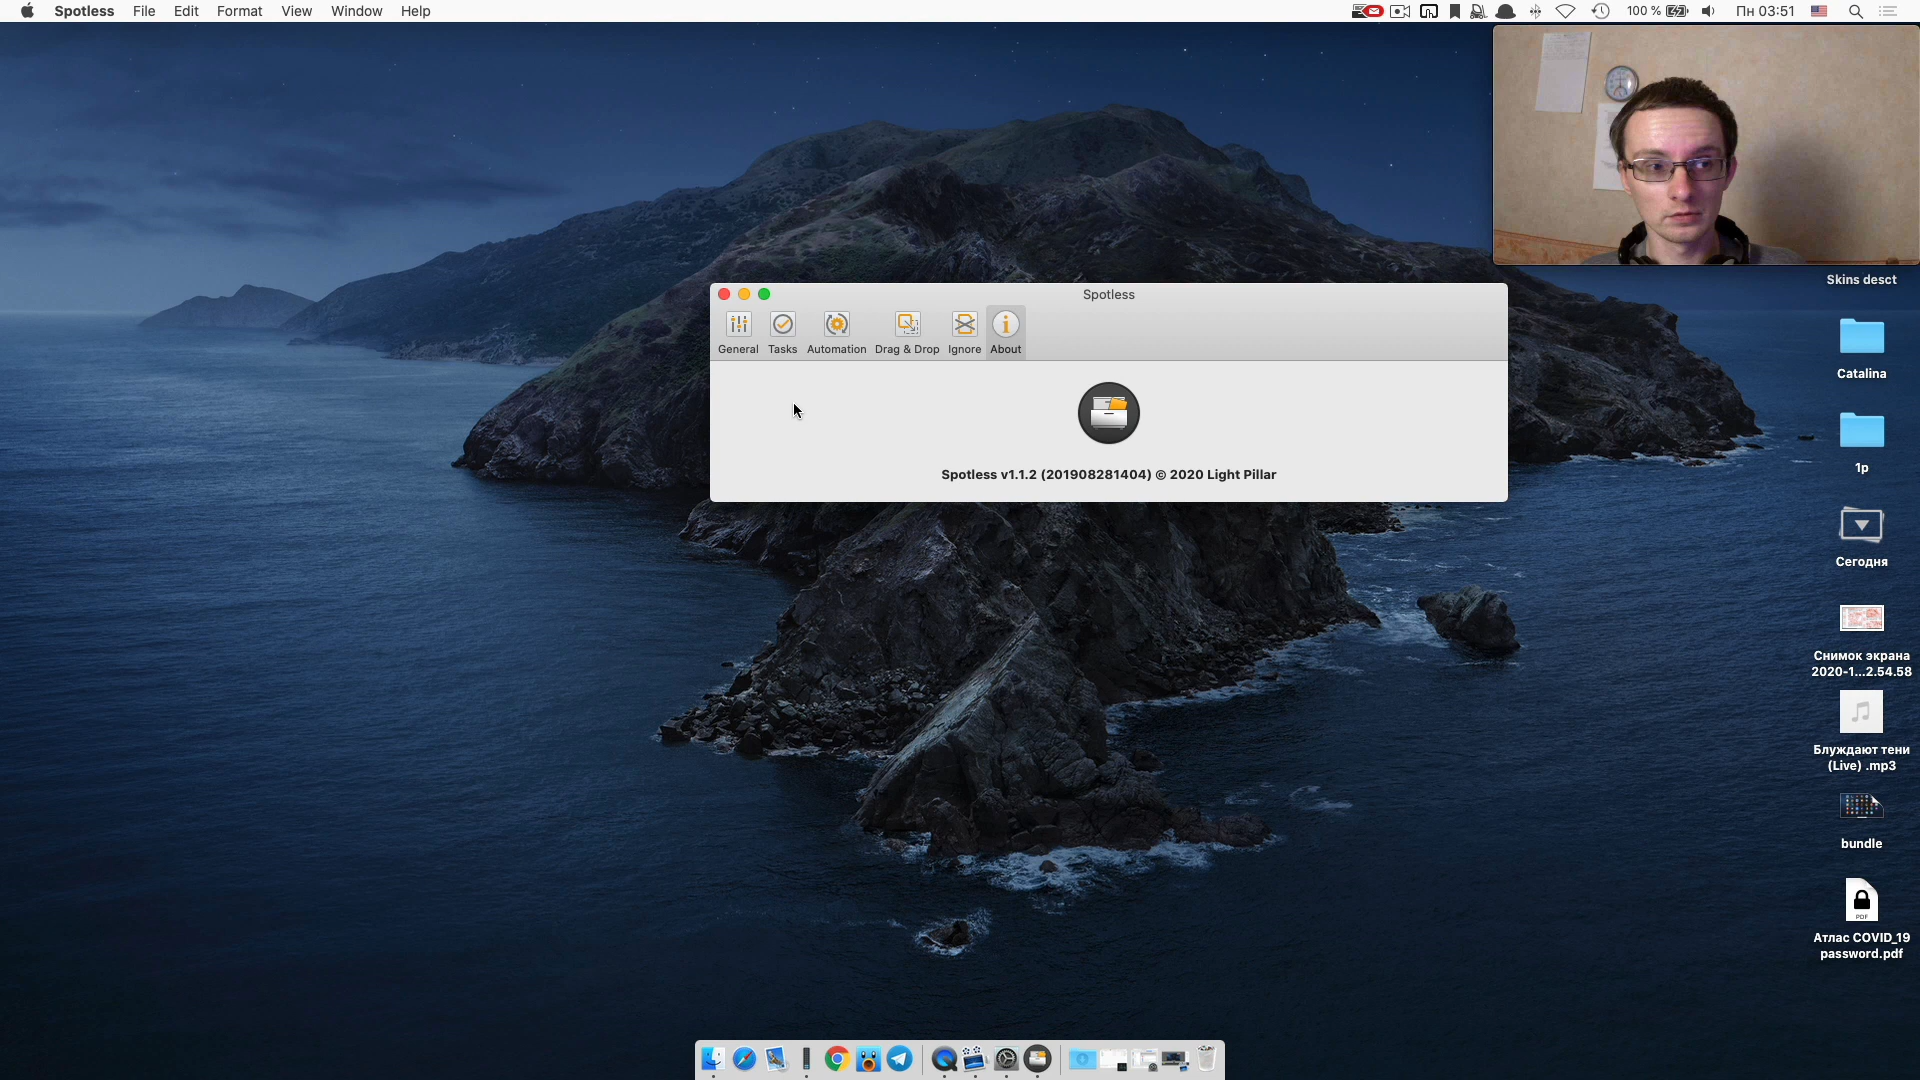 Spotless File Edit Format View Window Help
100 % Пн 03:51
Spotless
General Tasks Automation Drag & Drop Ignore About
Spotless v1.1.2 (201908281404) © 2020 Light Pillar
Skins desct
Catalina
1p
Сегодня
Снимок экрана
2020-1...2.54.58
Блуждают тени
(Live) .mp3
bundle
PDF
Атлас COVID_19
password.pdf